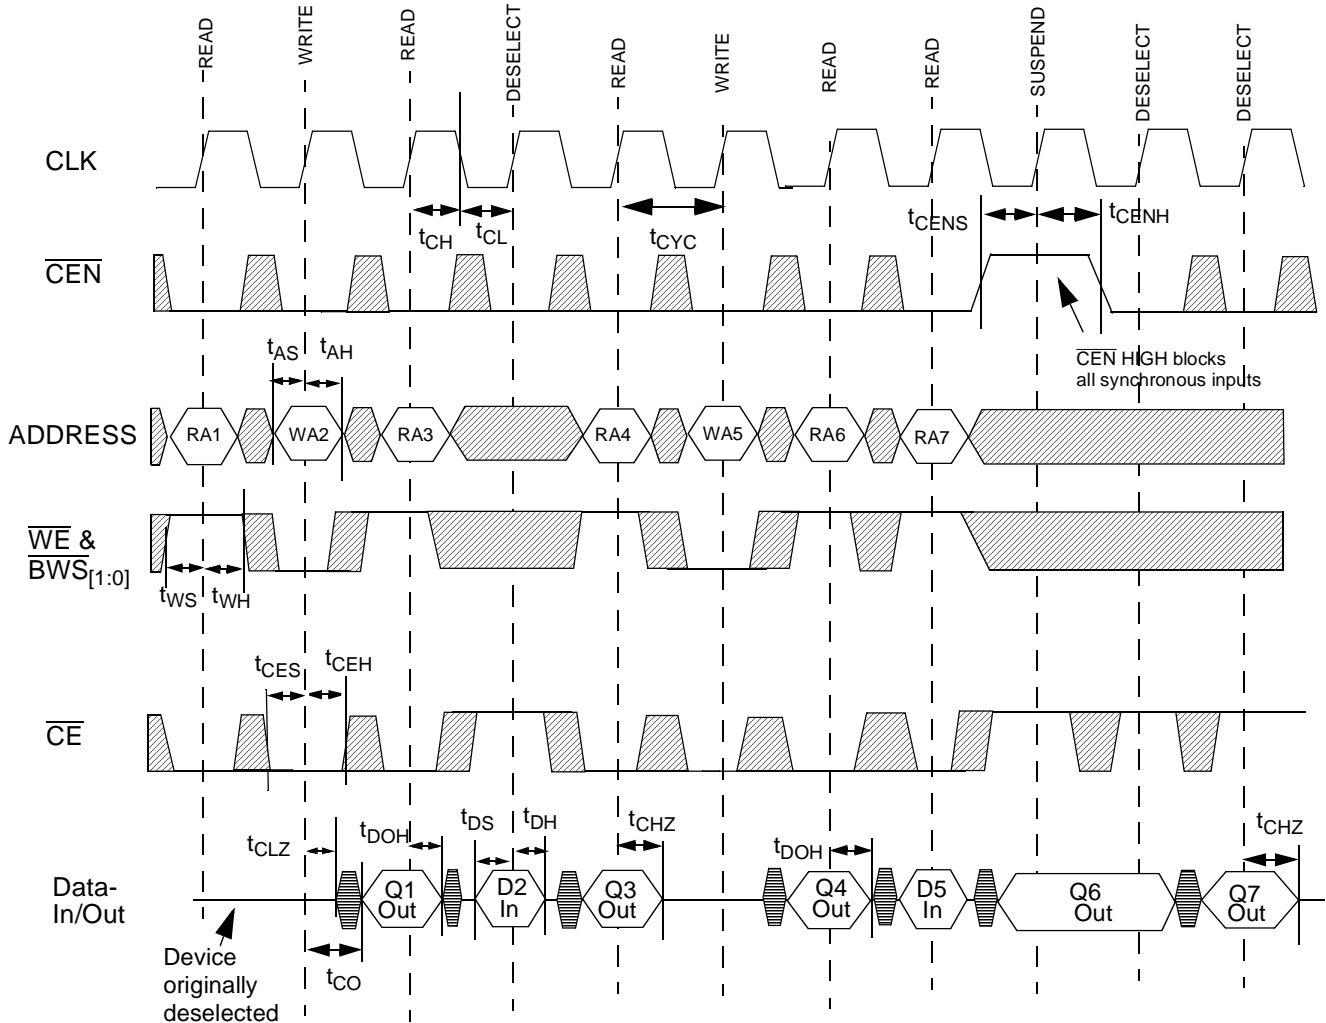 READ
WRITE
READ
DESELECT
READ
WRITE
READ
READ
SUSPEND
DESELECT
DESELECT
CLK
tCH
tCL
tCYC
tCENS
tCENH
CEN
CEN HIGH blocks
all synchronous inputs
tAS
tAH
ADDRESS
RA1
WA2
RA3
RA4
WA5
RA6
RA7
WE &
BWS[1:0]
tWS
tWH
tCES
tCEH
CE
tCLZ
tDOH
tDS
tDH
tCHZ
tDOH
tCHZ
Data-
In/Out
Q1
Out
D2
In
Q3
Out
Q4
Out
D5
In
Q6
Out
Q7
Out
tCO
Device
originally
deselected